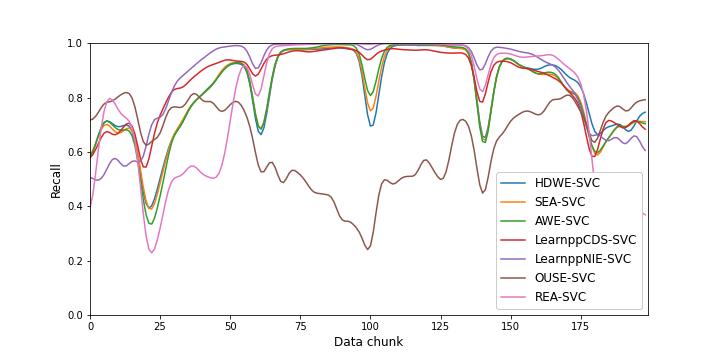 1.0
0.8
0.6
0.4
0.2
0.0
Recall
0
25
50
75
100
125
150
175
Data chunk
HDWE-SVC
SEA-SVC
AWE-SVC
LearnppCDS-SVC
LearnppNIE-SVC
OUSE-SVC
REA-SVC